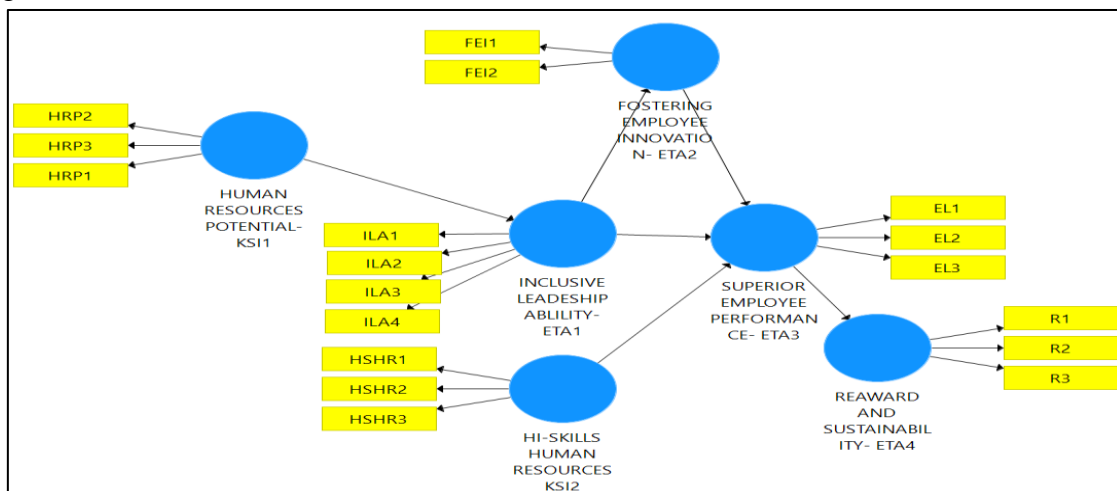 FEI1
FEI2
FOSTERING
EMPLOYEE
INNOVATIO
N- ETA2
HRP2
HRP3
HRP1
HUMAN
RESOURCES
POTENTIAL-
KSI1
ILA1
ILA2
ILA3
ILA4
INCLUSIVE
LEADESHIP
ABLILITY-
ETA1
EL1
EL2
EL3
SUPERIOR
EMPLOYEE
PERFORMAN
CE- ETA3
HSHR1
HSHR2
HSHR3
HI-SKILLS
HUMAN
RESOURCES
KSI2
R1
R2
R3
REAWARD
AND
SUSTAINABIL
ITY- ETA4